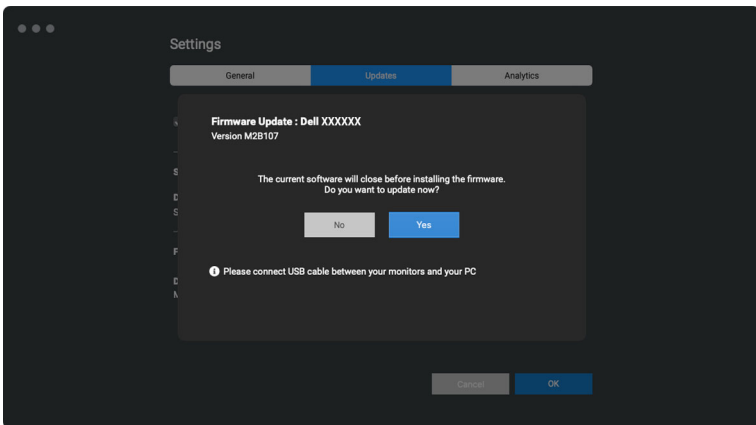 Settings
General
Updates
Analytics
Firmware Update : Dell XXXXXX
Version M2B107
The current software will close before installing the firmware.
Do you want to update now?
No
Yes
Please connect USB cable between your monitors and your PC
Cancel
OK